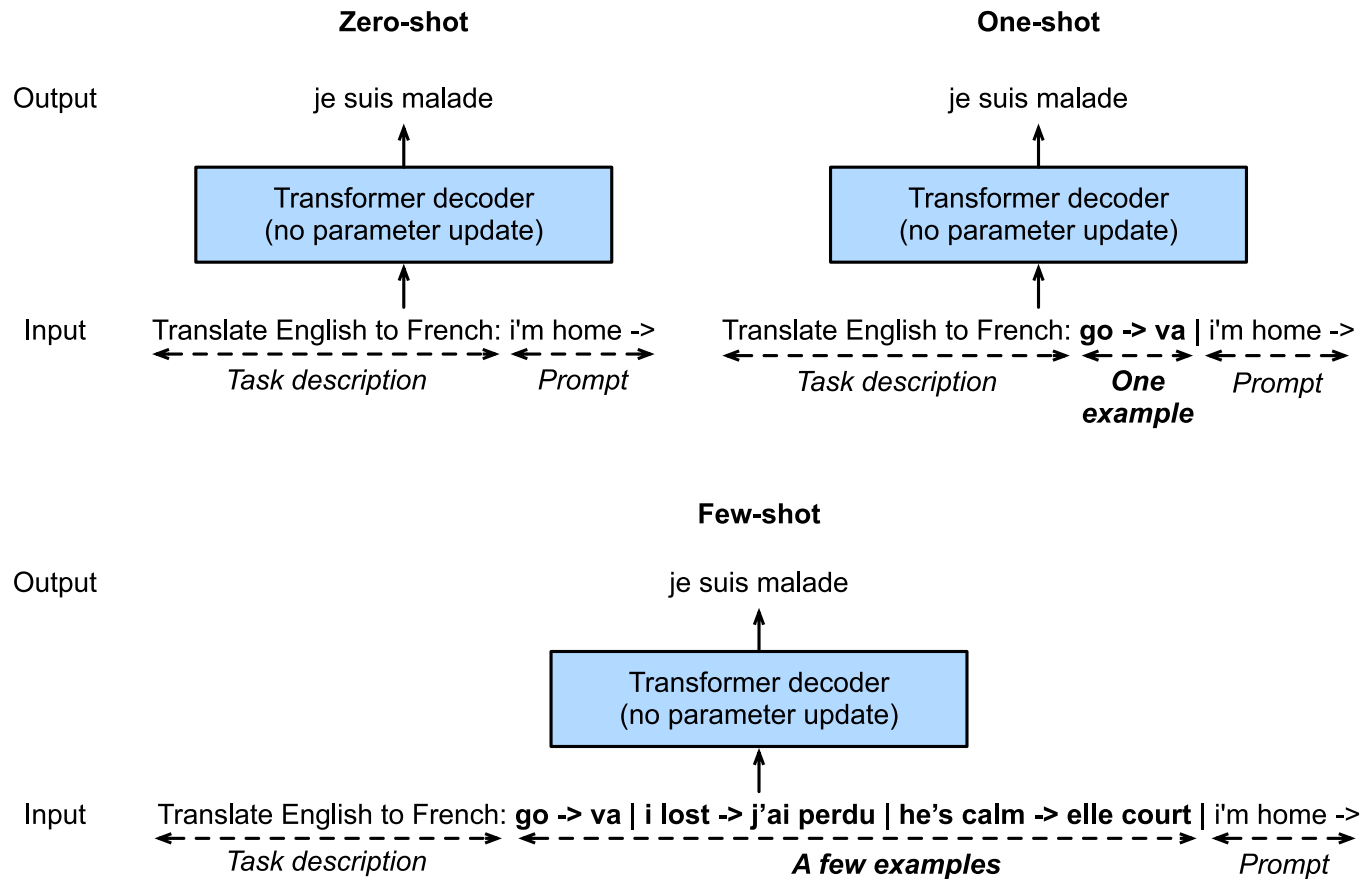 Zero-shot
One-shot
Output
je suis malade
je suis malade
Transformer decoder
(no parameter update)
Transformer decoder
(no parameter update)
Input
Translate English to French: i'm home ->
Translate English to French: go -> va | i'm home ->
Task description
Prompt
Task description
One
example
Prompt
Few-shot
Output
je suis malade
Transformer decoder
(no parameter update)
Input
Translate English to French: go -> va | i lost -> j’ai perdu | he’s calm -> elle court | i'm home ->
Task description
A few examples
Prompt